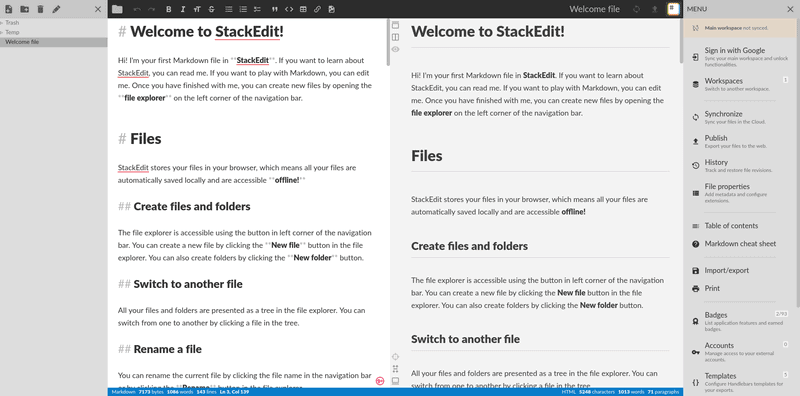 Trash
Temp
Welcome file
Welcome file
MENU
# Welcome to StackEdit!
Hi! I'm your first Markdown file in **StackEdit**. If you want to learn about
StackEdit, you can read me. If you want to play with Markdown, you can edit
me. Once you have finished with me, you can create new files by opening the
**file explorer** on the left corner of the navigation bar.
# Files
StackEdit stores your files in your browser, which means all your files are
automatically saved locally and are accessible **offline!**
## Create files and folders
The file explorer is accessible using the button in left corner of the navigation
bar. You can create a new file by clicking the **New file** button in the file
explorer. You can also create folders by clicking the **New folder** button.
## Switch to another file
All your files and folders are presented as a tree in the file explorer. You can
switch from one to another by clicking a file in the tree.
## Rename a file
You can rename the current file by clicking the file name in the navigation bar
or by clicking the **Rename** button in the file explorer.
Markdown 7173 bytes 1086 words 143 lines Ln 3, Col 139
Welcome to StackEdit!
Hi! I'm your first Markdown file in StackEdit. If you want to learn about
StackEdit, you can read me. If you want to play with Markdown, you can edit
me. Once you have finished with me, you can create new files by opening the
file explorer on the left corner of the navigation bar.
Files
StackEdit stores your files in your browser, which means all your files are
automatically saved locally and are accessible offline!
Create files and folders
The file explorer is accessible using the button in left corner of the navigation
bar. You can create a new file by clicking the New file button in the file
explorer. You can also create folders by clicking the New folder button.
Switch to another file
All your files and folders are presented as a tree in the file explorer. You can
switch from one to another by clicking a file in the tree.
HTML 5248 characters 1013 words 71 paragraphs
Main workspace not synced.
Sign in with Google
Sync your main workspace and unlock
functionalities.
Workspaces 1
Switch to another workspace.
Synchronize
Sync your files in the Cloud.
Publish
Export your files to the web.
History
Track and restore file revisions.
File properties
Add metadata and configure
extensions.
Table of contents
Markdown cheat sheet
Import/export
Print
Badges 2/93
List application features and earned
badges.
Accounts 0
Manage access to your external
accounts.
Templates 5
Configure Handlebars templates for
your exports.